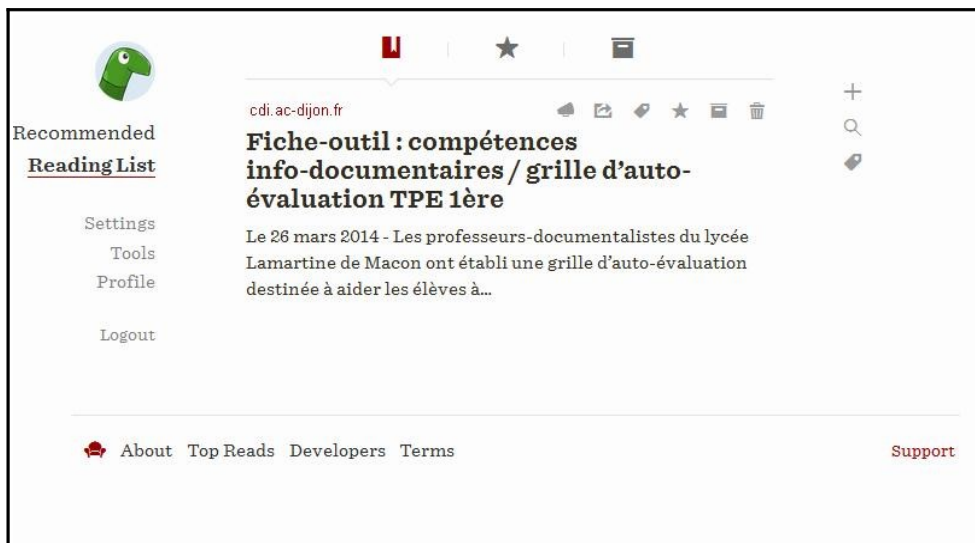 Recommended
Reading List
Settings
Tools
Profile
Logout
cdi.ac-dijon.fr
Fiche-outil : compétences
info-documentaires / grille d'auto-
évaluation TPE 1ère
Le 26 mars 2014 - Les professeurs-documentalistes du lycée
Lamartine de Macon ont établi une grille d'auto-évaluation
destinée à aider les élèves à…
About Top Reads Developers Terms
Support